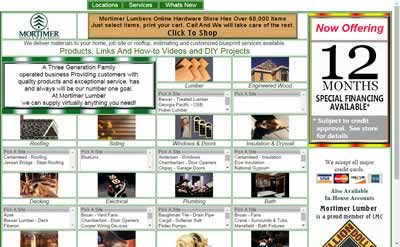 Locations | Services | Whats New
MORTIMER
Mortimer Lumbers Online Hardware Store Has Over 60,000 Items
Just select items, print your cart. Call And We will take care of the rest.
Click To Shop
We deliver materials to your home, job site or rooftop, estimating and customized blueprint services available.
Products, Links And How-to Videos and DIY Projects
A Three Generation Family
operated business Providing customers with
quality products and exceptional service, has
and always will be our number one goal.
At Mortimer Lumber
we can supply virtually anything you need!
Lumber
Engineered Wood
Pick A Site
Biewer - Treated Lumber
Georgia Pacific - OSB
Huber Lumber
Pick A Site
Roofing
Siding
Windows & Doors
Insulation / Drywall
Pick A Site
Certainteed - Roofing
Jensen Bridge - Steel Roofing
Pick A Site
BlueLinx
Pick A Site
Andersen - Windows
Chamberlain - Door Openers
Clopay - Garage Doors
Pick A Site
Certainteed - Insulation
Dow-Insulation
National Gypsum
Decking
Electrical
Plumbing
Bath
Pick A Site
Azek
Biewer Lumber - Deck
Fiberon
Pick A Site
Broan - Vent Fans
Chamberlain - Door Openers
Cooper Wiring Devices
Pick A Site
Baughman Tile - Drain Pipe
Cardgill - Softener Salt
Flotec Pumps
Pick A Site
Broan - Fans
Crane - Surrounds & Tubs
Mansfield - Bath Fixtures
Now Offering
12
MONTHS
SPECIAL FINANCING
AVAILABLE*
* Subject to credit
approval. See store
for details
We accept all major
credit cards.
Also Available
In-House Accounts
Mortimer Lumber
is a proud member of LMC